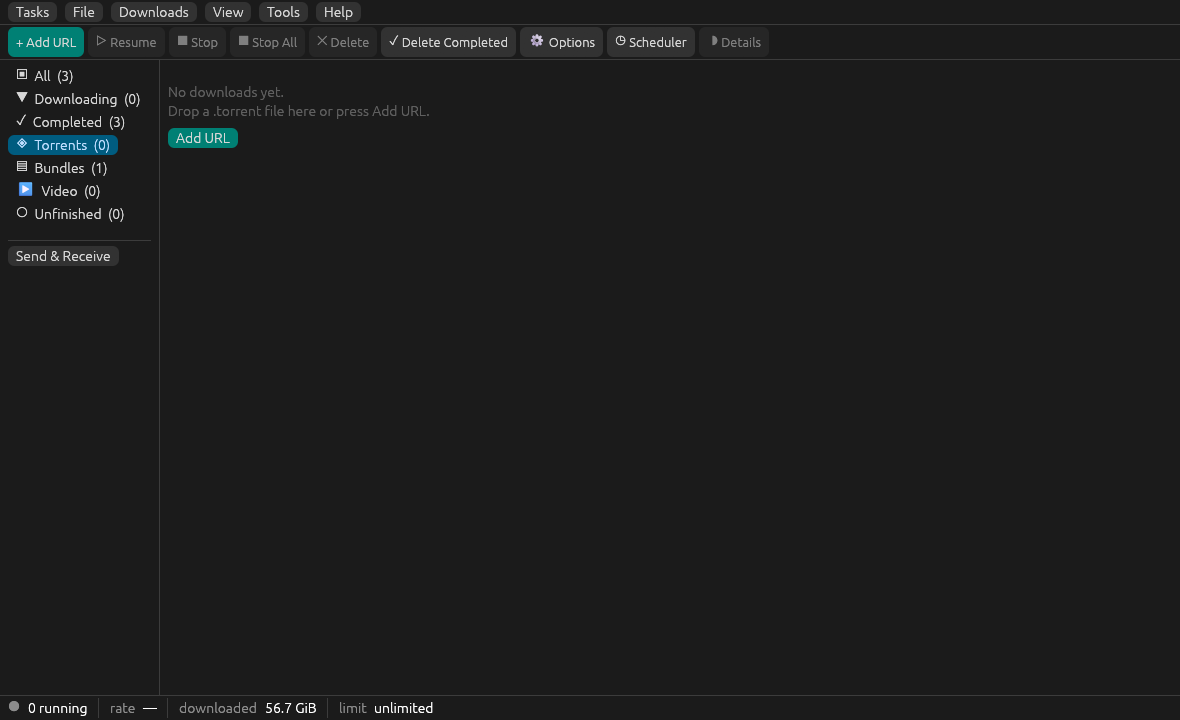 Tasks File Downloads View Tools Help
+ Add URL Resume Stop Stop All Delete Delete Completed Options Scheduler Details
All (3)
Downloading (0)
Completed (3)
Torrents (0)
Bundles (1)
Video (0)
Unfinished (0)
Send & Receive
No downloads yet.
Drop a .torrent file here or press Add URL.
Add URL
0 running rate — downloaded 56.7 GiB limit unlimited